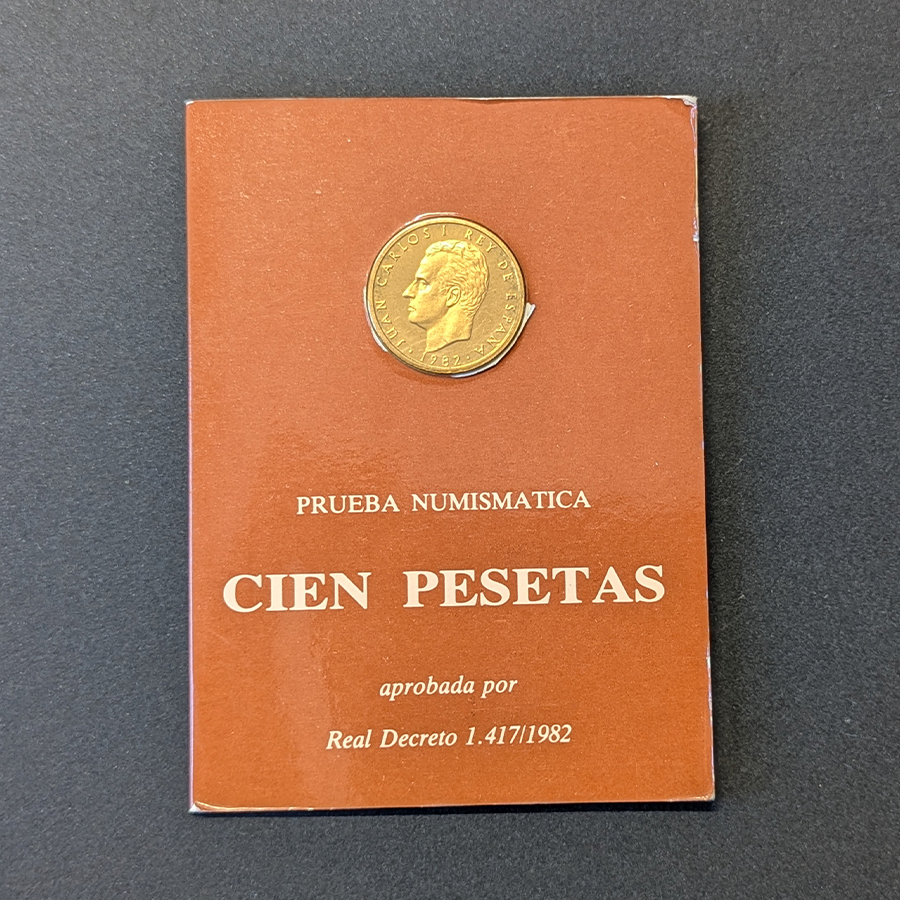 JUAN CARLOS I REY DE ESPAÑA
· 1982 ·
PRUEBA NUMISMATICA
CIEN PESETAS
aprobada por
Real Decreto 1.417/1982